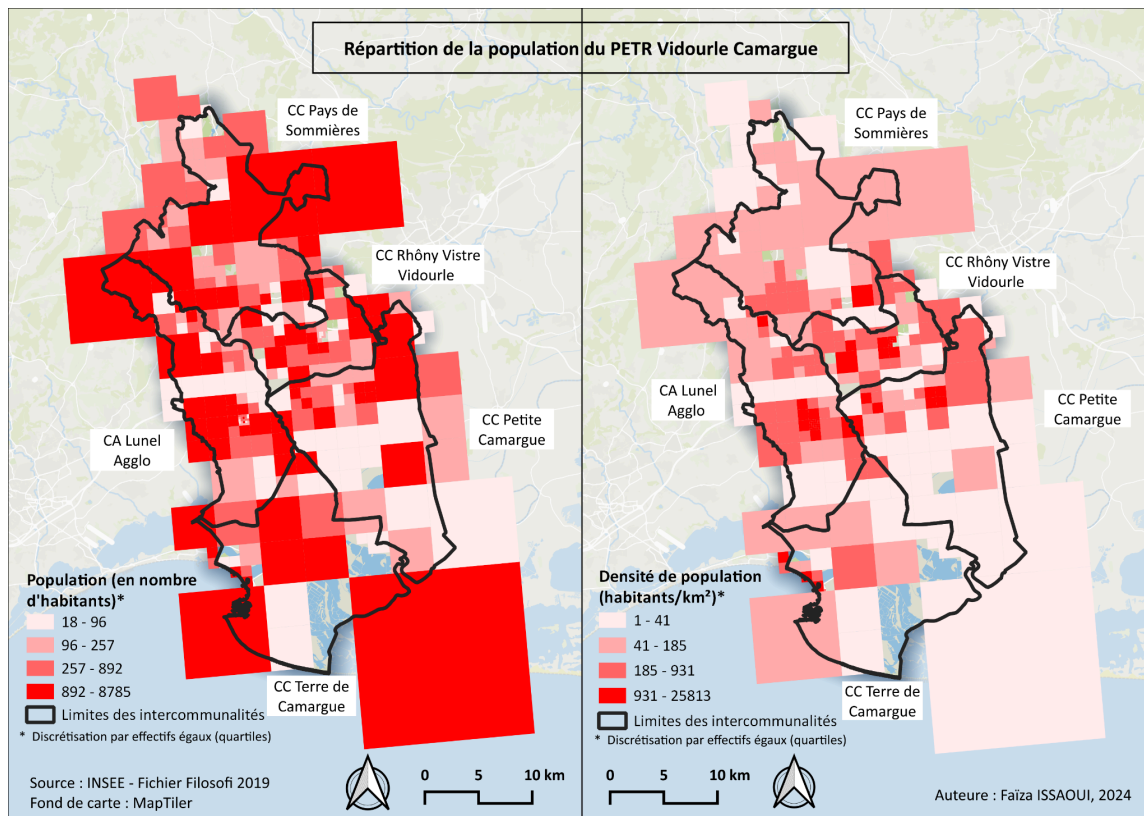 Répartition de la population du PETR Vidourle Camargue
CC Pays de
Sommières
CC Rhôny Vistre
Vidourle
CA Lunel
Agglo
CC Petite
Camargue
CC Terre de
Camargue
Population (en nombre
d'habitants)*
18 - 96
96 - 257
257 - 892
892 - 8785
Limites des intercommunalités
* Discrétisation par effectifs égaux (quartiles)
Source : INSEE - Fichier Filosofi 2019
Fond de carte : MapTiler
0 5 10 km
CC Pays de
Sommières
CC Rhôny Vistre
Vidourle
CA Lunel
Agglo
CC Petite
Camargue
CC Terre de
Camargue
Densité de population
(habitants/km²)*
1 - 41
41 - 185
185 - 931
931 - 25813
Limites des intercommunalités
* Discrétisation par effectifs égaux (quartiles)
0 5 10 km
Auteure : Faïza ISSAOUI, 2024